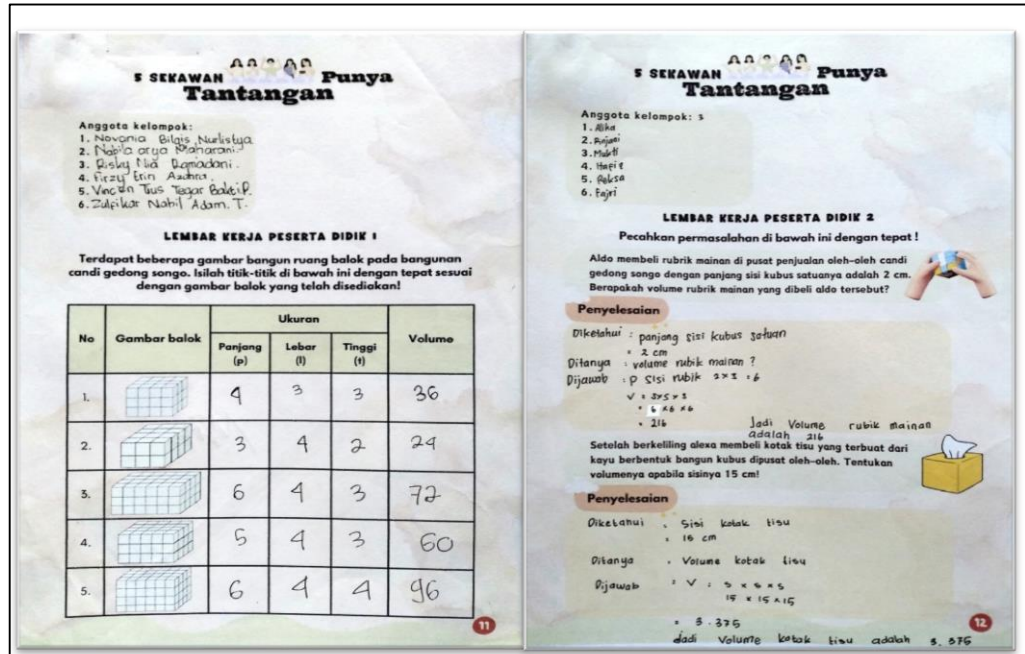 5 SEKAWAN Punya
Tantangan
Anggota kelompok:
1. Novania Bilqis Nurlistya
2. Nabila arya Maharani
3. Risky Nia Ramadani.
4. Firzy Erin Azahra.
5. Vincen Tius Tegar Bakti P.
6. Zulfikar Nabil Adam. T.
LEMBAR KERJA PESERTA DIDIK 1
Terdapat beberapa gambar bangun ruang balok pada bangunan
candi gedong songo. Isilah titik-titik di bawah ini dengan tepat sesuai
dengan gambar balok yang telah disediakan!
No Gambar balok Ukuran Volume
Panjang (p) Lebar (l) Tinggi (t)
1. 4 3 3 36
2. 3 4 2 24
3. 6 4 3 72
4. 5 4 3 60
5. 6 4 4 96
11
5 SEKAWAN Punya
Tantangan
Anggota kelompok: 3
1. Alika
2. Anjani
3. Mukti
4. Hapis
5. Reksa
6. Fajri
LEMBAR KERJA PESERTA DIDIK 2
Pecahkan permasalahan di bawah ini dengan tepat !
Aldo membeli rubrik mainan di pusat penjualan oleh-oleh candi
gedong songo dengan panjang sisi kubus satuanya adalah 2 cm.
Berapakah volume rubrik mainan yang dibeli aldo tersebut?
Penyelesaian
Diketahui : panjang sisi kubus satuan
= 2 cm
Ditanya : volume rubik mainan ?
Dijawab : p sisi rubik 2×3 = 6
V = s×s×s
= 6 ×6 ×6
= 216
Jadi Volume rubik mainan
adalah 216
Setelah berkeliling alexa membeli kotak tisu yang terbuat dari
kayu berbentuk bangun kubus dipusat oleh-oleh. Tentukan
volumenya apabila sisinya 15 cm!
Penyelesaian
Diketahui : Sisi kotak tisu
= 15 cm
Ditanya : Volume kotak tisu
Dijawab : V = s × s × s
15 × 15 × 15
= 3.375
Jadi Volume kotak tisu adalah 3.375
12